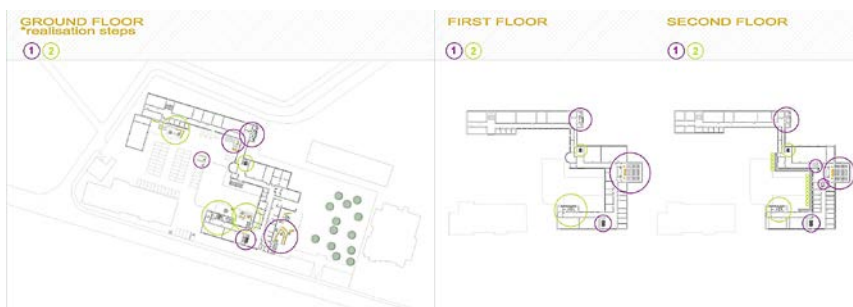 GROUND FLOOR
*realisation steps
1 2
FIRST FLOOR
1 2
SECOND FLOOR
1 2